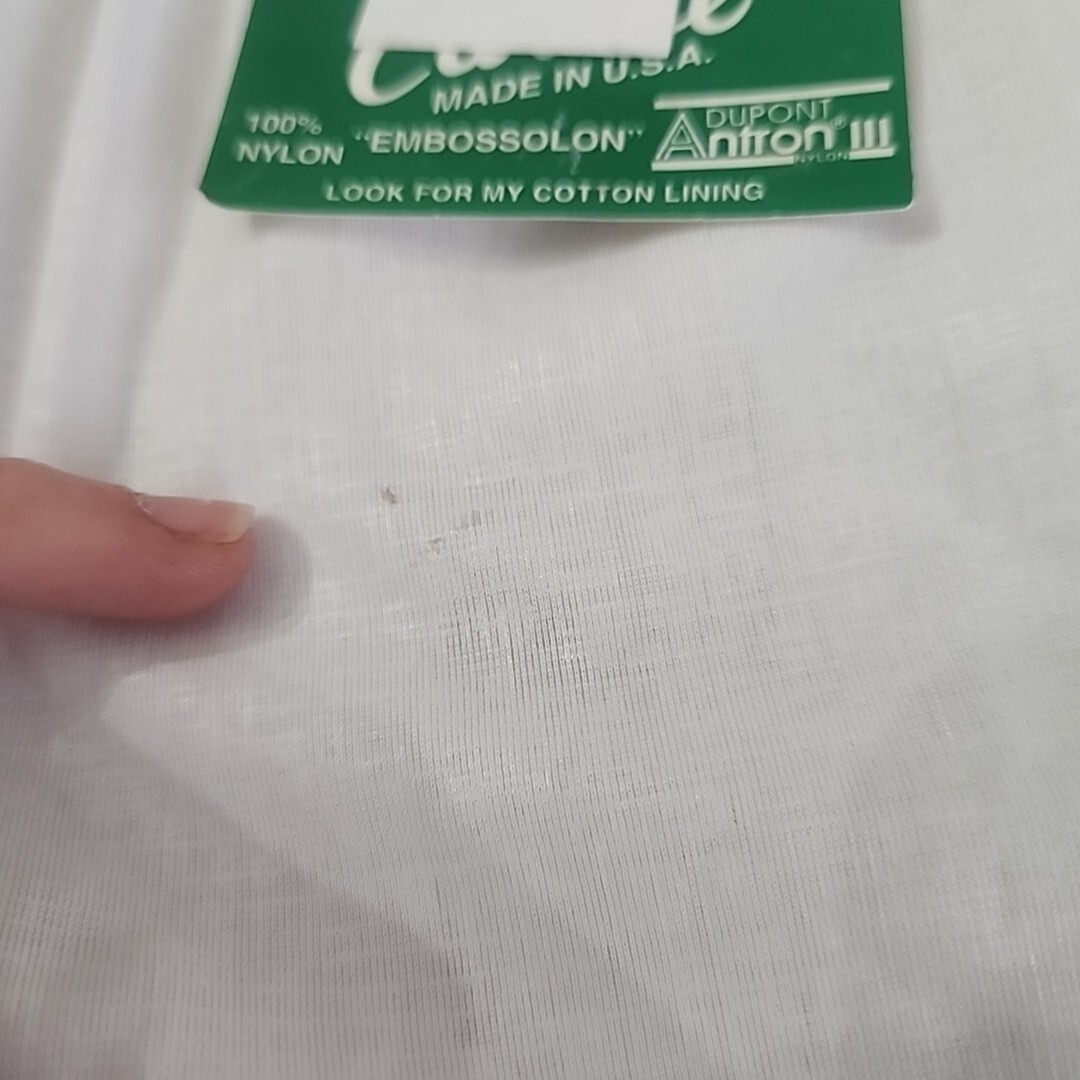 MADE IN U.S.A.
100%
NYLON
"EMBOSSOLON"
DUPONT
Antron® III
NYLON
LOOK FOR MY COTTON LINING